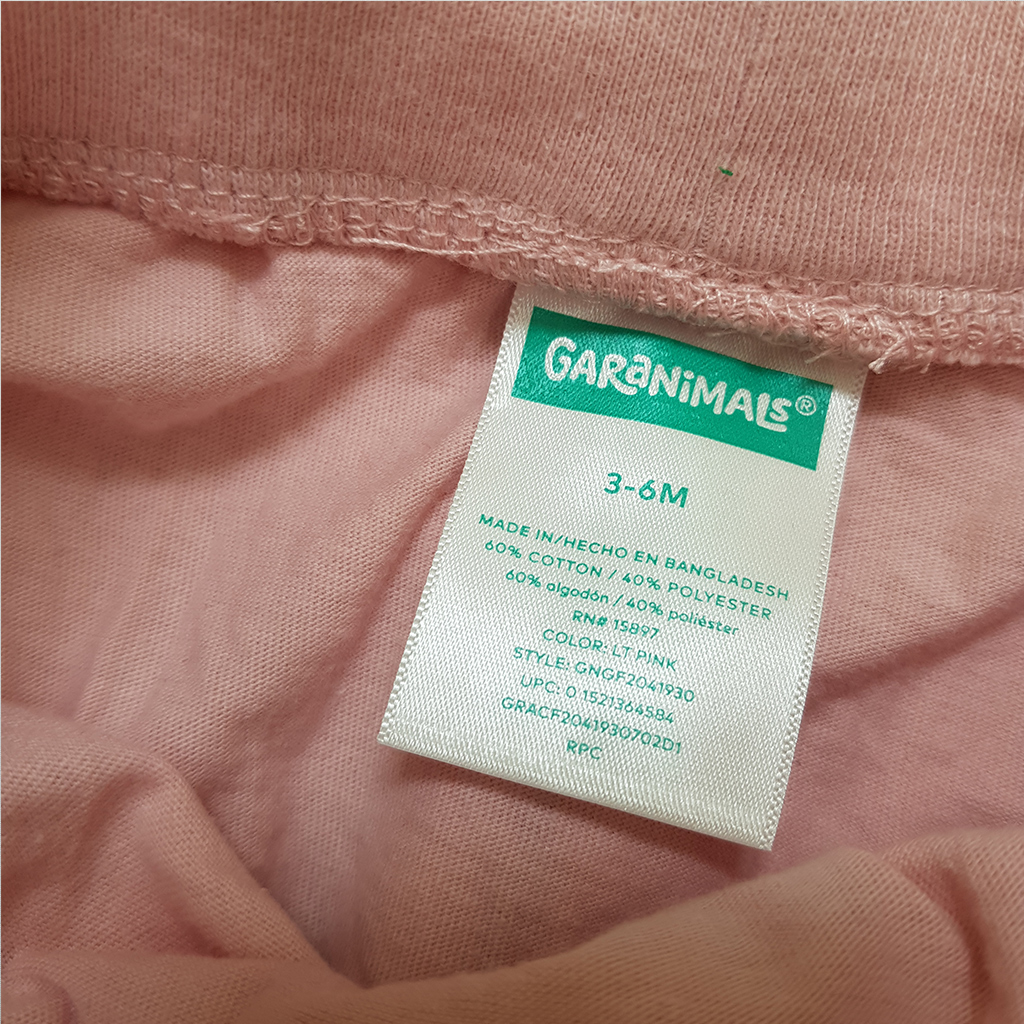 GARANiMALS®
3-6M
MADE IN/HECHO EN BANGLADESH
60% COTTON / 40% POLYESTER
60% algodón / 40% poliéster
RN# 15897
COLOR: LT PINK
STYLE: GNGF2041930
UPC: 0 1521364584
GRACF2041930702D1
RPC